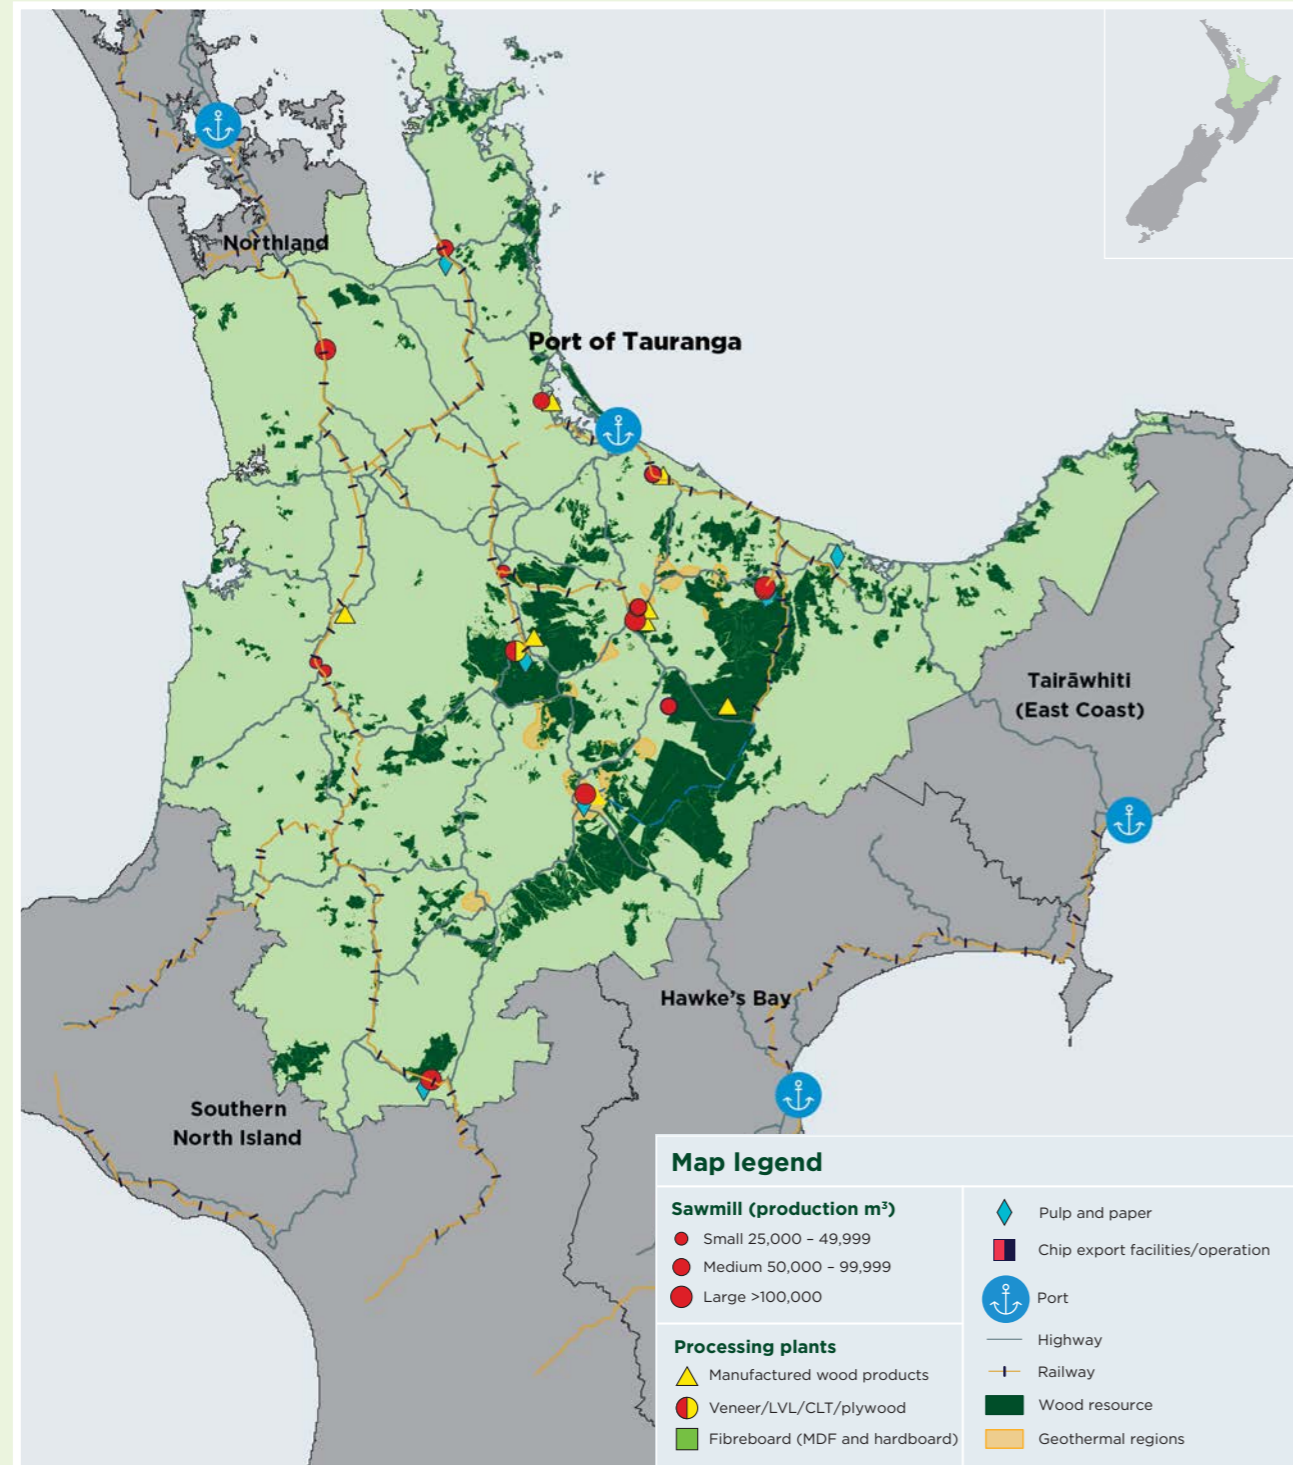 Northland
Port of Tauranga
Tairāwhiti
(East Coast)
Hawke's Bay
Southern
North Island
Map legend
Sawmill (production m³)
Small 25,000 – 49,999
Medium 50,000 – 99,999
Large >100,000
Processing plants
Manufactured wood products
Veneer/LVL/CLT/plywood
Fibreboard (MDF and hardboard)
Pulp and paper
Chip export facilities/operation
Port
Highway
Railway
Wood resource
Geothermal regions